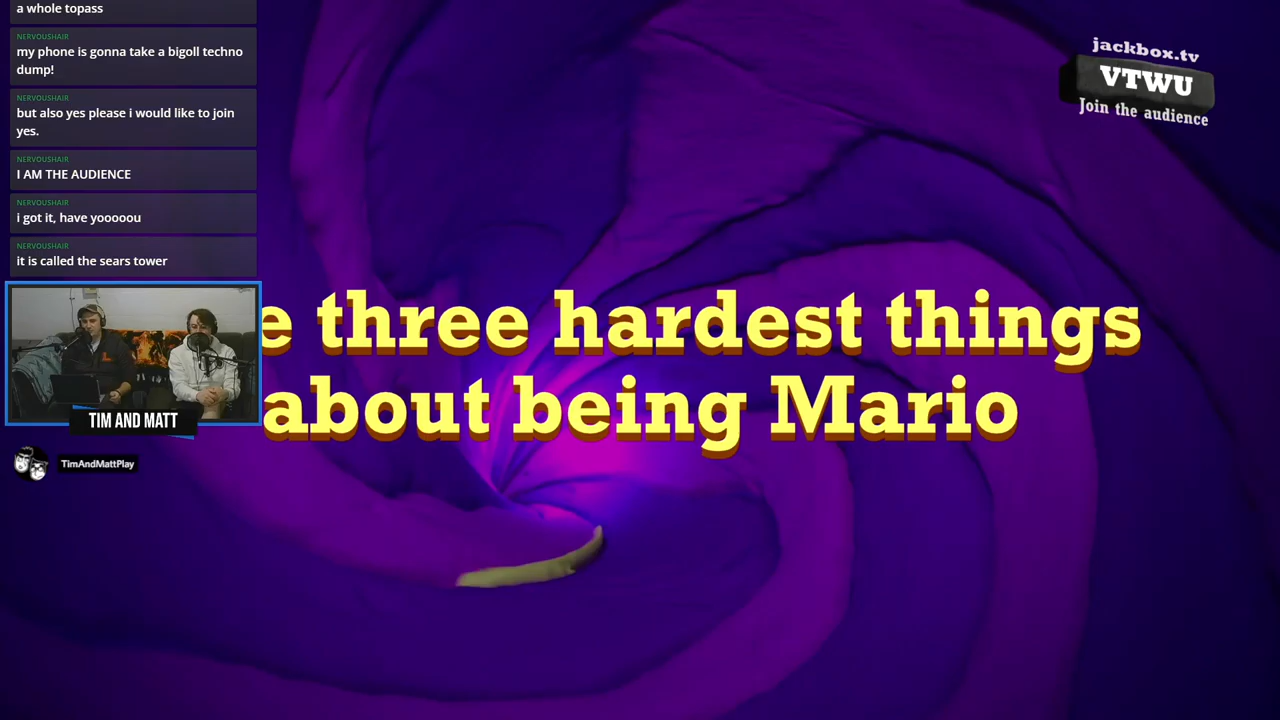 a whole topass
NERVOUSHAIR
my phone is gonna take a bigoll techno
dump!
NERVOUSHAIR
but also yes please i would like to join
yes.
NERVOUSHAIR
I AM THE AUDIENCE
NERVOUSHAIR
i got it, have yooooou
NERVOUSHAIR
it is called the sears tower
TIM AND MATT
TimAndMattPlay
jackbox.tv
VTWU
Join the audience
e three hardest things
about being Mario